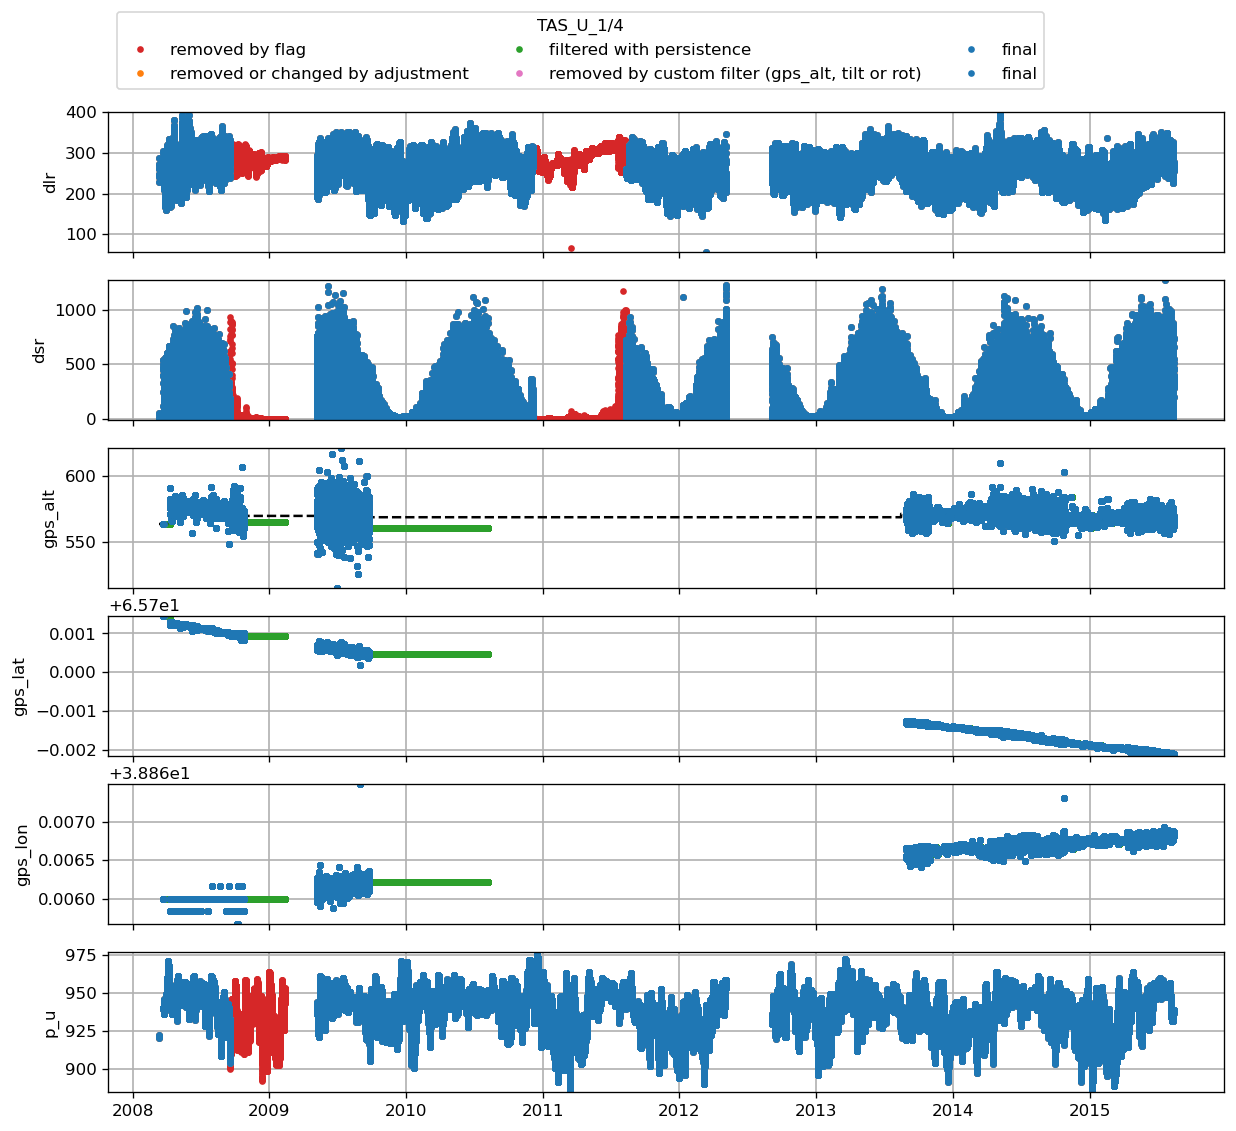 TAS_U_1/4
removed by flag
filtered with persistence
final
removed or changed by adjustment
removed by custom filter (gps_alt, tilt or rot)
final
400
300
200
100
dlr
1000
500
0
dsr
600
550
gps_alt
+6.57e1
0.001
0.000
−0.001
−0.002
gps_lat
+3.886e1
0.0070
0.0065
0.0060
gps_lon
975
950
925
900
p_u
2008 2009 2010 2011 2012 2013 2014 2015